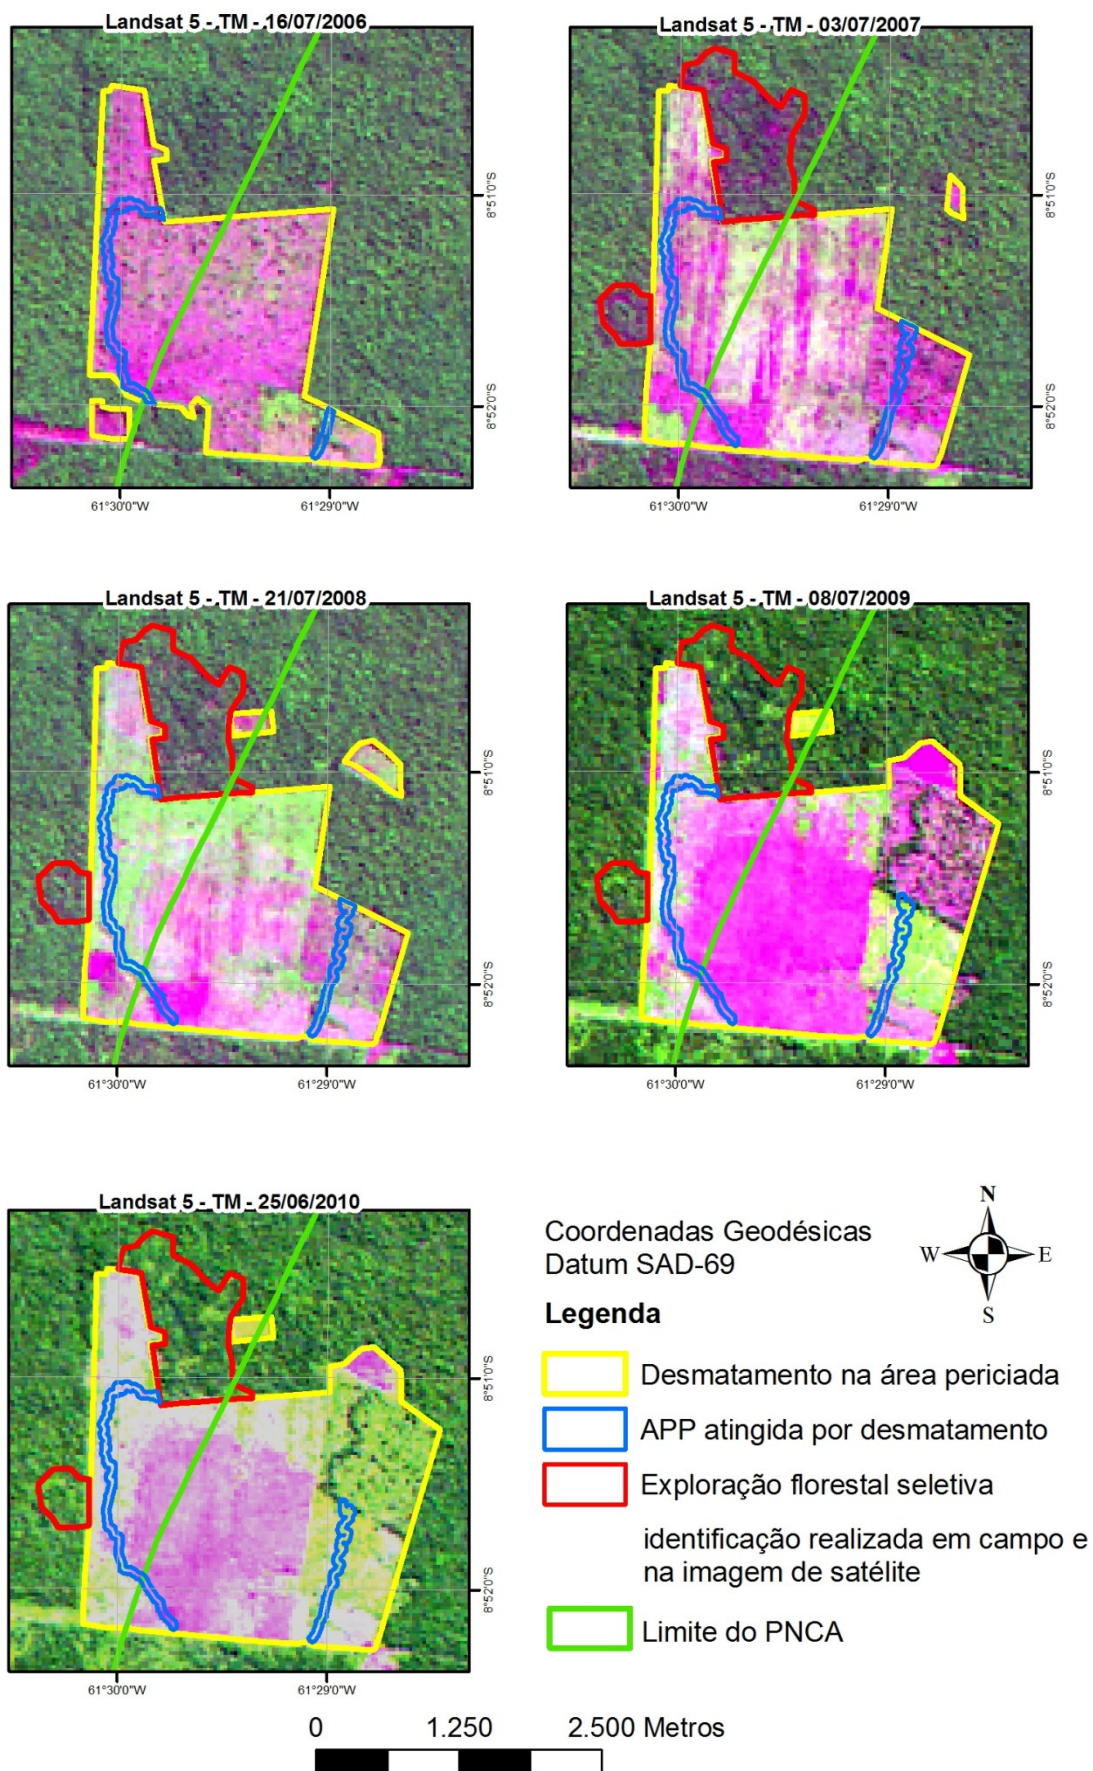 Landsat 5 - TM - 16/07/2006
8°51'0"S
8°52'0"S
61°30'0"W
61°29'0"W
Landsat 5 - TM - 03/07/2007
8°51'0"S
8°52'0"S
61°30'0"W
61°29'0"W
Landsat 5 - TM - 21/07/2008
8°51'0"S
8°52'0"S
61°30'0"W
61°29'0"W
Landsat 5 - TM - 08/07/2009
8°51'0"S
8°52'0"S
61°30'0"W
61°29'0"W
Landsat 5 - TM - 25/06/2010
8°51'0"S
8°52'0"S
61°30'0"W
61°29'0"W
Coordenadas Geodésicas
Datum SAD-69
N
W
E
S
Legenda
Desmatamento na área periciada
APP atingida por desmatamento
Exploração florestal seletiva
identificação realizada em campo e
na imagem de satélite
Limite do PNCA
0 1.250 2.500 Metros